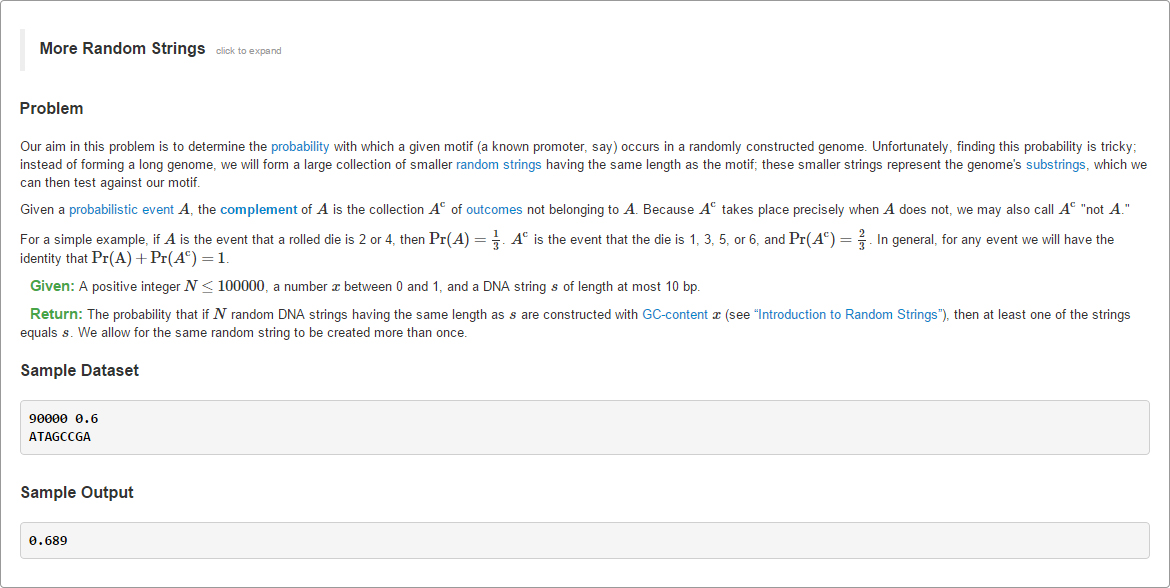 More Random Strings click to expand
Problem
Our aim in this problem is to determine the probability with which a given motif (a known promoter, say) occurs in a randomly constructed genome. Unfortunately, finding this probability is tricky;
instead of forming a long genome, we will form a large collection of smaller random strings having the same length as the motif; these smaller strings represent the genome's substrings, which we
can then test against our motif.
Given a probabilistic event A, the complement of A is the collection Aᶜ of outcomes not belonging to A. Because Aᶜ takes place precisely when A does not, we may also call Aᶜ "not A."
For a simple example, if A is the event that a rolled die is 2 or 4, then Pr(A) = 1/3. Aᶜ is the event that the die is 1, 3, 5, or 6, and Pr(Aᶜ) = 2/3. In general, for any event we will have the
identity that Pr(A) + Pr(Aᶜ) = 1.
Given: A positive integer N ≤ 100000, a number x between 0 and 1, and a DNA string s of length at most 10 bp.
Return: The probability that if N random DNA strings having the same length as s are constructed with GC-content x (see “Introduction to Random Strings”), then at least one of the strings
equals s. We allow for the same random string to be created more than once.
Sample Dataset
90000 0.6
ATAGCCGA
Sample Output
0.689